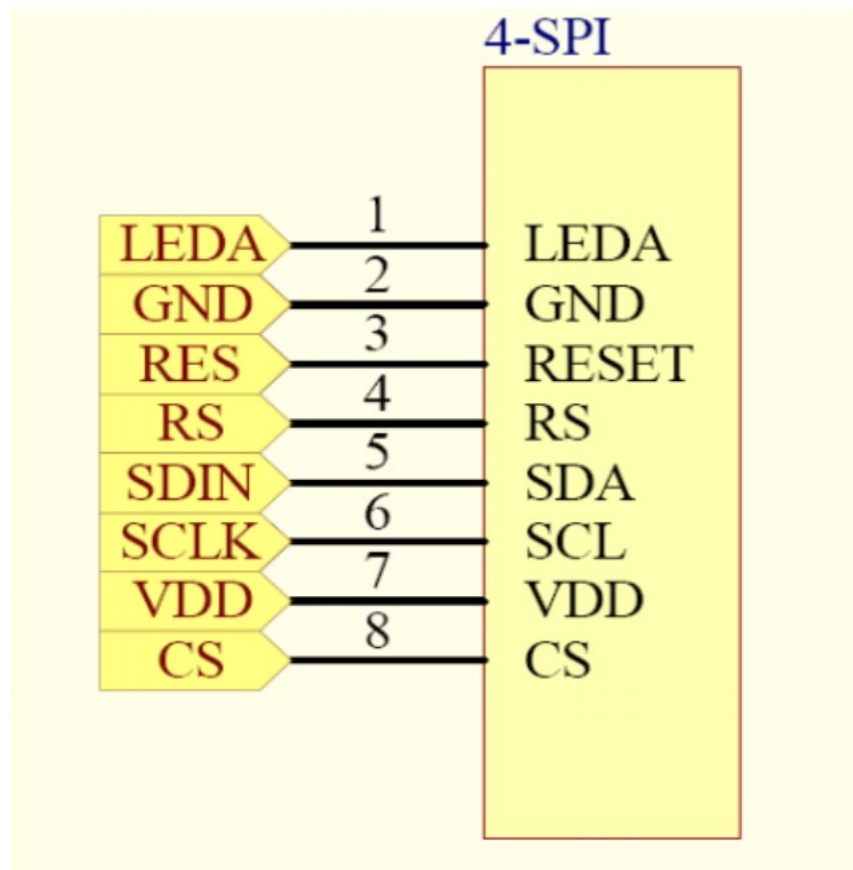 4-SPI
LEDA 1 LEDA
GND 2 GND
RES 3 RESET
RS 4 RS
SDIN 5 SDA
SCLK 6 SCL
VDD 7 VDD
CS 8 CS